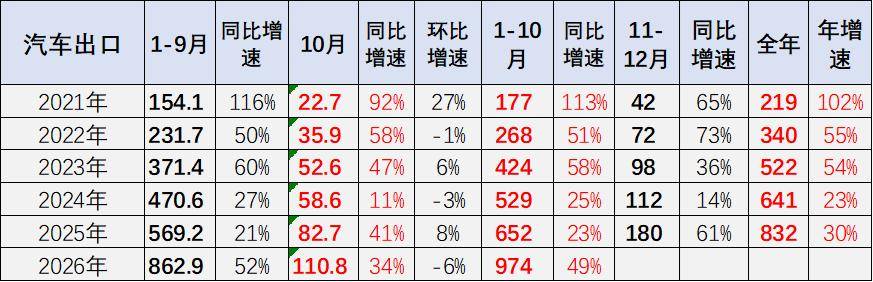 汽车出口 1-9月 同比增速 10月 同比增速 环比增速 1-10月 同比增速 11-12月 同比增速 全年 年增速
2021年 154.1 116% 22.7 92% 27% 177 113% 42 65% 219 102%
2022年 231.7 50% 35.9 58% -1% 268 51% 72 73% 340 55%
2023年 371.4 60% 52.6 47% 6% 424 58% 98 36% 522 54%
2024年 470.6 27% 58.6 11% -3% 529 25% 112 14% 641 23%
2025年 569.2 21% 82.7 41% 8% 652 23% 180 61% 832 30%
2026年 862.9 52% 110.8 34% -6% 974 49%